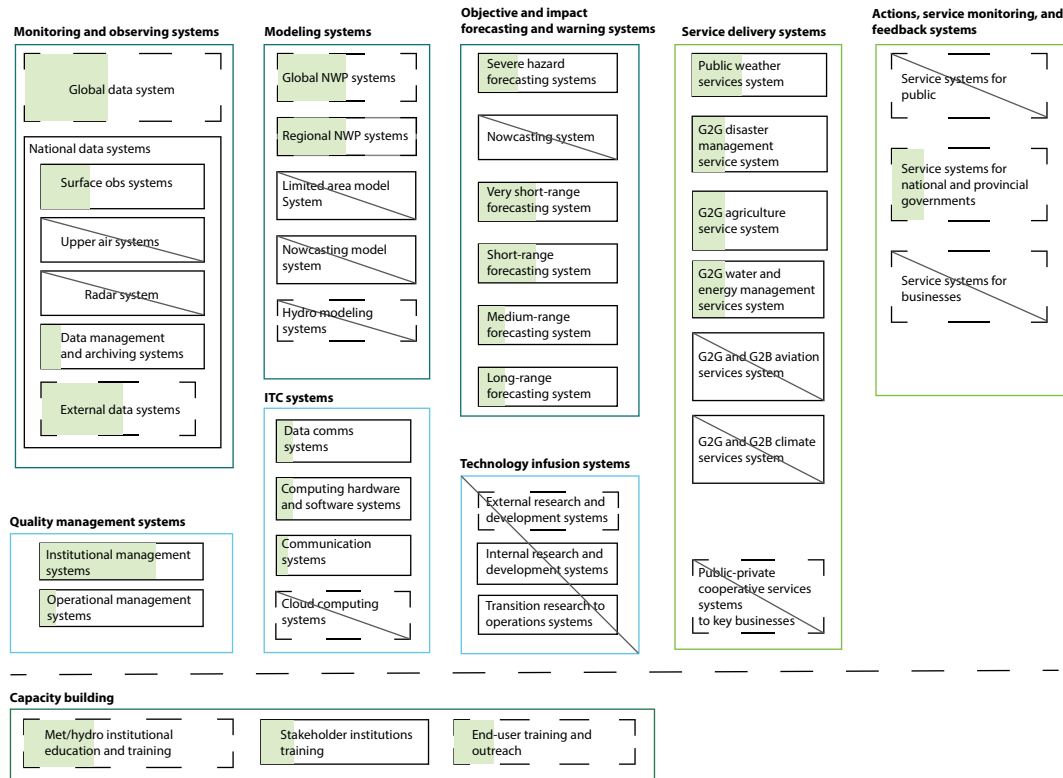 Monitoring and observing systems
Global data system
National data systems
Surface obs systems
Upper air systems
Radar system
Data management
and archiving systems
External data systems
Quality management systems
Institutional management
systems
Operational management
systems
Modeling systems
Global NWP systems
Regional NWP systems
Limited area model
System
Nowcasting model
system
Hydro modeling
systems
ITC systems
Data comms
systems
Computing hardware
and software systems
Communication
systems
Cloud computing
systems
Objective and impact
forecasting and warning systems
Severe hazard
forecasting systems
Nowcasting system
Very short-range
forecasting system
Short-range
forecasting system
Medium-range
forecasting system
Long-range
forecasting system
Technology infusion systems
External research and
development systems
Internal research and
development systems
Transition research to
operations systems
Service delivery systems
Public weather
services system
G2G disaster
management
service system
G2G agriculture
service system
G2G water and
energy management
services system
G2G and G2B aviation
services system
G2G and G2B climate
services system
Public-private
cooperative services
systems
to key businesses
Actions, service monitoring, and
feedback systems
Service systems for
public
Service systems for
national and provincial
governments
Service systems for
businesses
Capacity building
Met/hydro institutional
education and training
Stakeholder institutions
training
End-user training and
outreach